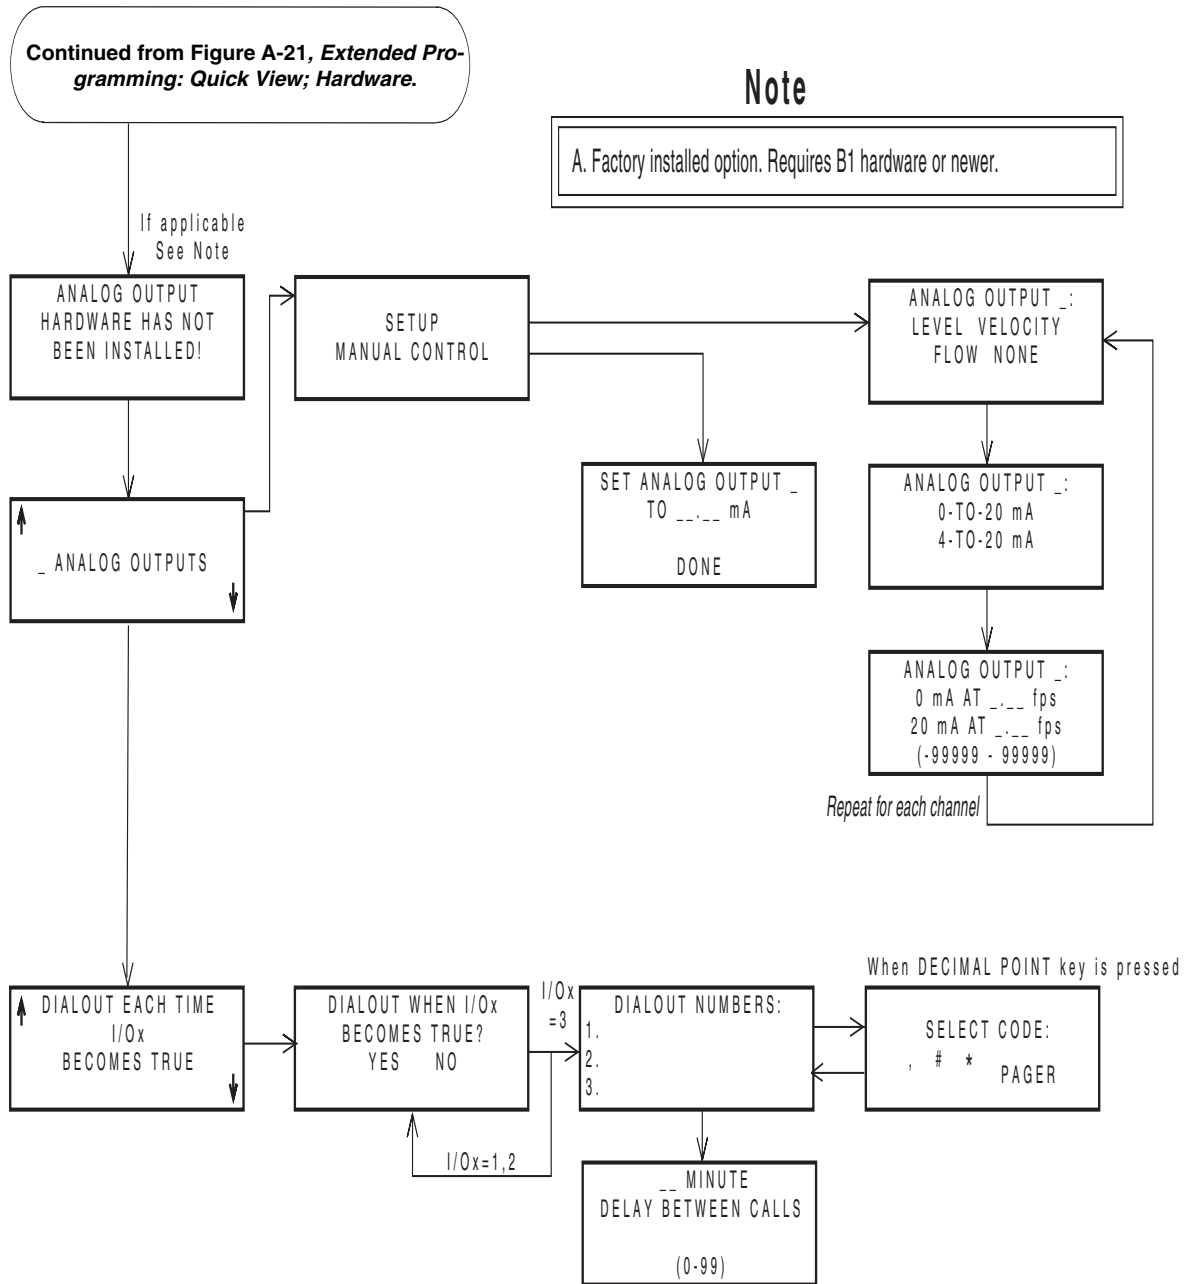 Continued from Figure A-21, Extended Pro-
gramming: Quick View; Hardware.
Note
A. Factory installed option. Requires B1 hardware or newer.
If applicable
See Note
ANALOG OUTPUT
HARDWARE HAS NOT
BEEN INSTALLED!
SETUP
MANUAL CONTROL
ANALOG OUTPUT _:
LEVEL VELOCITY
FLOW NONE
SET ANALOG OUTPUT _
TO __.__ mA
DONE
ANALOG OUTPUT _:
0-TO-20 mA
4-TO-20 mA
_ ANALOG OUTPUTS
ANALOG OUTPUT _:
0 mA AT _.__ fps
20 mA AT _.__ fps
(-99999 - 99999)
Repeat for each channel
DIALOUT EACH TIME
I/Ox
BECOMES TRUE
DIALOUT WHEN I/Ox
BECOMES TRUE?
YES NO
I/Ox
=3
I/Ox=1,2
DIALOUT NUMBERS:
1.
2.
3.
When DECIMAL POINT key is pressed
SELECT CODE:
, # *
PAGER
__ MINUTE
DELAY BETWEEN CALLS
(0-99)